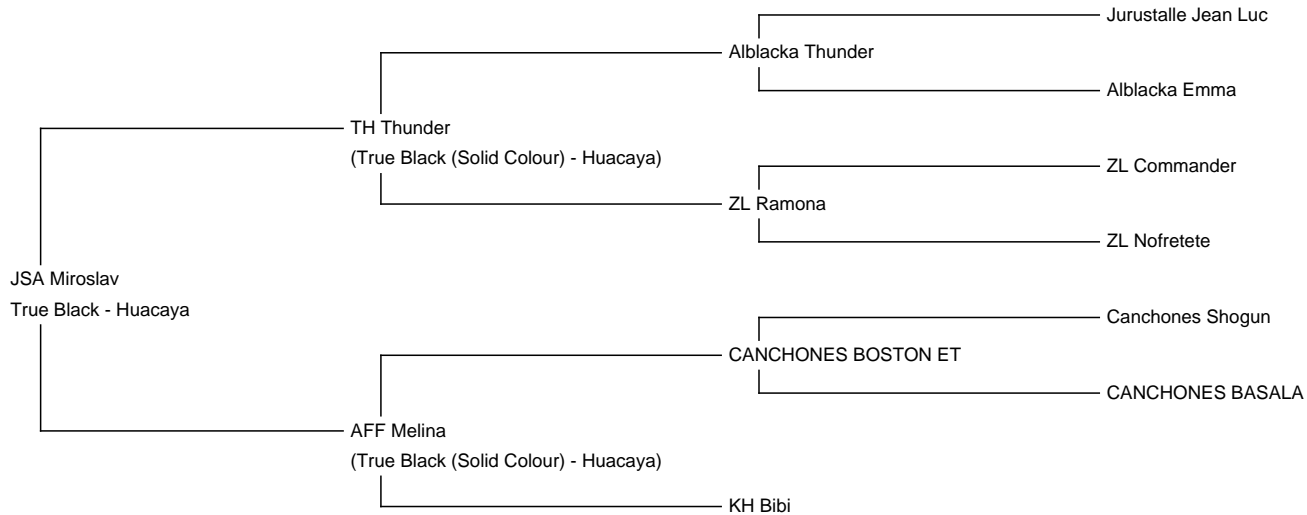 Jurustalle Jean Luc
Alblacka Thunder
Alblacka Emma
TH Thunder
(True Black (Solid Colour) - Huacaya)
ZL Commander
ZL Ramona
ZL Nofretete
JSA Miroslav
True Black - Huacaya
Canchones Shogun
CANCHONES BOSTON ET
CANCHONES BASALA
AFF Melina
(True Black (Solid Colour) - Huacaya)
KH Bibi